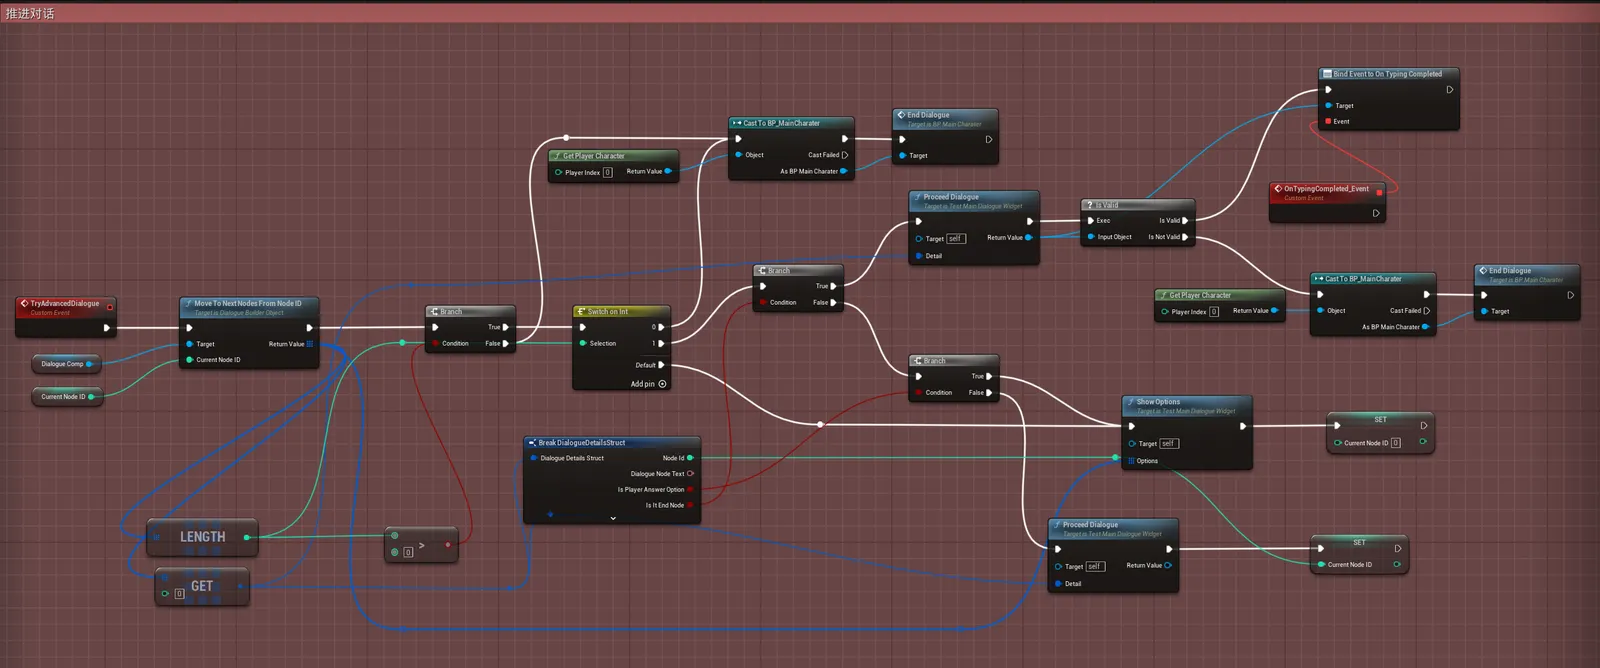 推进对话
Bind Event to On Typing Completed
Target
Event
Cast To BP_MainCharater
Object
Cast Failed
As BP Main Charater
End Dialogue
Target is BP Main Charater
Target
Get Player Character
Player Index 0
Return Value
OnTypingCompleted_Event
Custom Event
Proceed Dialogue
Target is Test Main Dialogue Widget
Target self
Return Value
Detail
Is Valid
Exec
Is Valid
Input Object
Is Not Valid
Branch
True
Condition
False
Cast To BP_MainCharater
Object
Cast Failed
As BP Main Charater
End Dialogue
Target is BP Main Charater
Target
Get Player Character
Player Index 0
Return Value
TryAdvancedDialogue
Custom Event
Move To Next Nodes From Node ID
Target is Dialogue Builder Object
Target
Return Value
Current Node ID
Dialogue Comp
Current Node ID
Branch
True
Condition
False
Switch on Int
0
Selection
1
Default
Add pin
Branch
True
Condition
False
Show Options
Target is Test Main Dialogue Widget
Target self
Options
SET
Current Node ID 0
Break DialogueDetailsStruct
Dialogue Details Struct
Node Id
Dialogue Node Text
Is Player Answer Option
Is It End Node
LENGTH
>
0
GET
0
Proceed Dialogue
Target is Test Main Dialogue Widget
Target self
Return Value
Detail
SET
Current Node ID